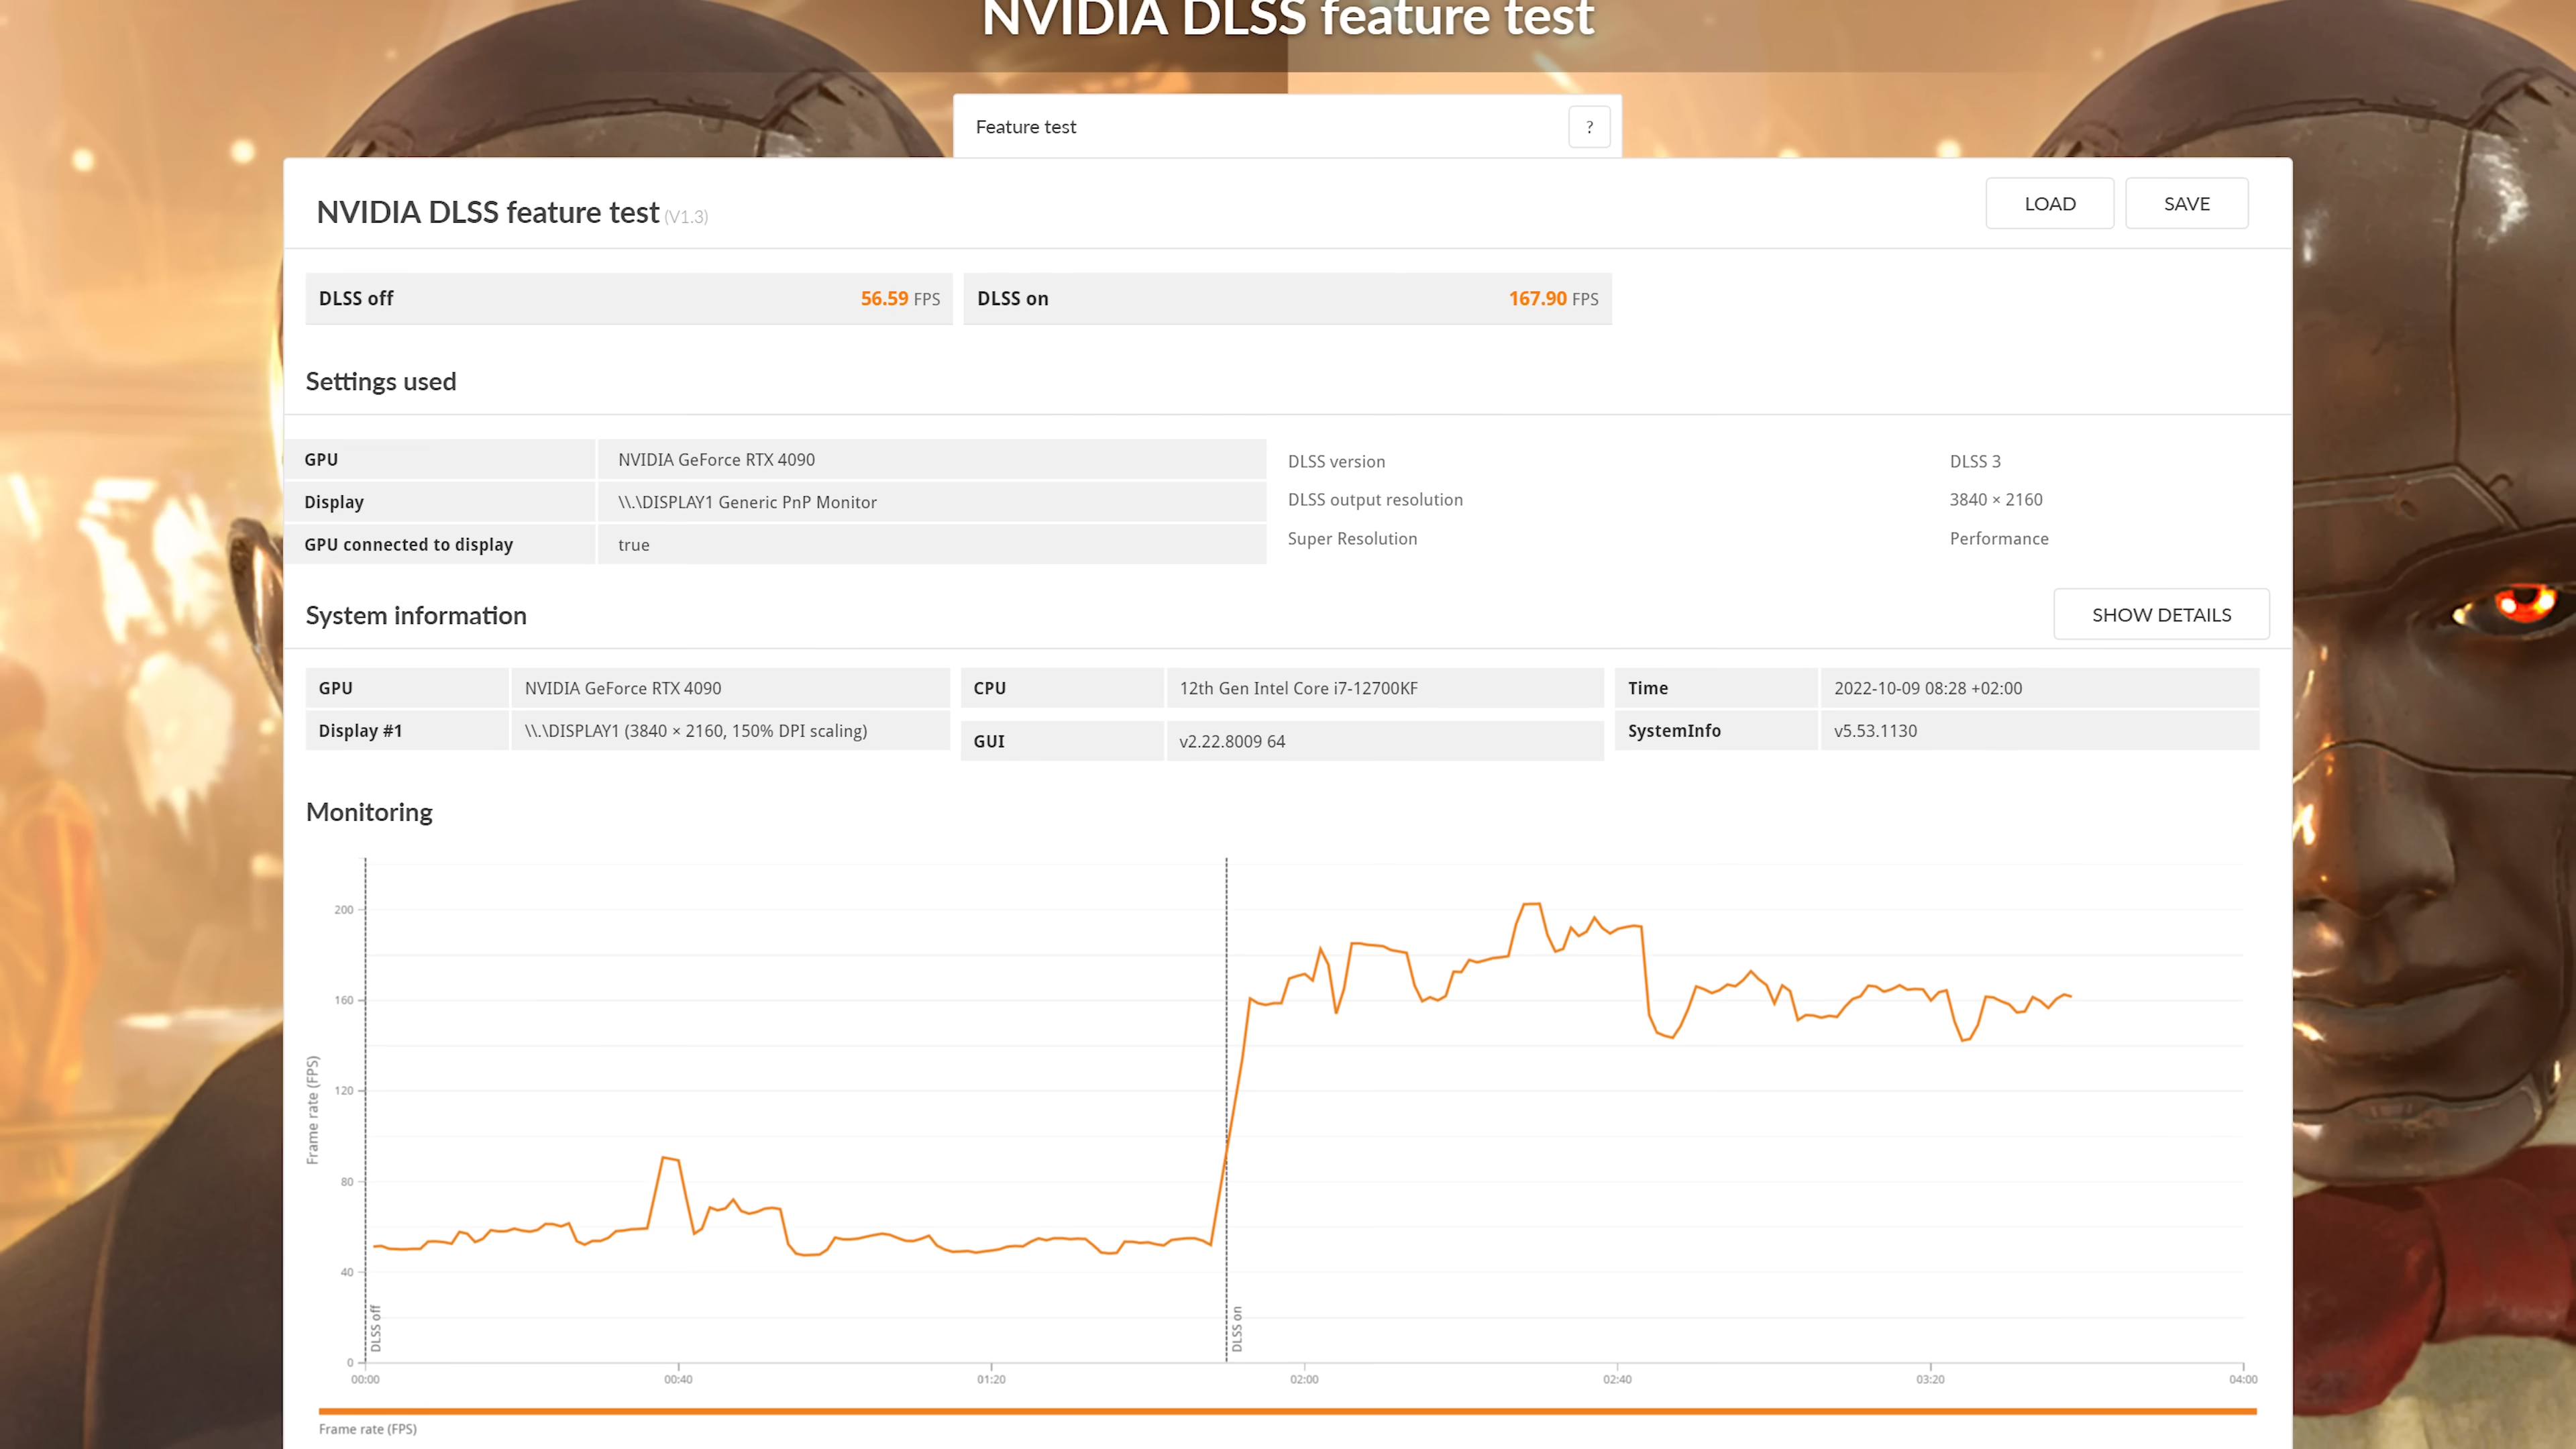 NVIDIA DLSS feature test
Feature test
?
NVIDIA DLSS feature test (V1.3)
LOAD
SAVE
DLSS off 56.59 FPS
DLSS on 167.90 FPS
Settings used
GPU NVIDIA GeForce RTX 4090
Display \\.\DISPLAY1 Generic PnP Monitor
GPU connected to display true
DLSS version DLSS 3
DLSS output resolution 3840 × 2160
Super Resolution Performance
System information
SHOW DETAILS
GPU NVIDIA GeForce RTX 4090
Display #1 \\.\DISPLAY1 (3840 × 2160, 150% DPI scaling)
CPU 12th Gen Intel Core i7-12700KF
GUI v2.22.8009 64
Time 2022-10-09 08:28 +02:00
SystemInfo v5.53.1130
Monitoring
Frame rate (FPS)
200
160
120
80
40
0
DLSS off
DLSS on
00:00 00:40 01:20 02:00 02:40 03:20 04:00
Frame rate (FPS)